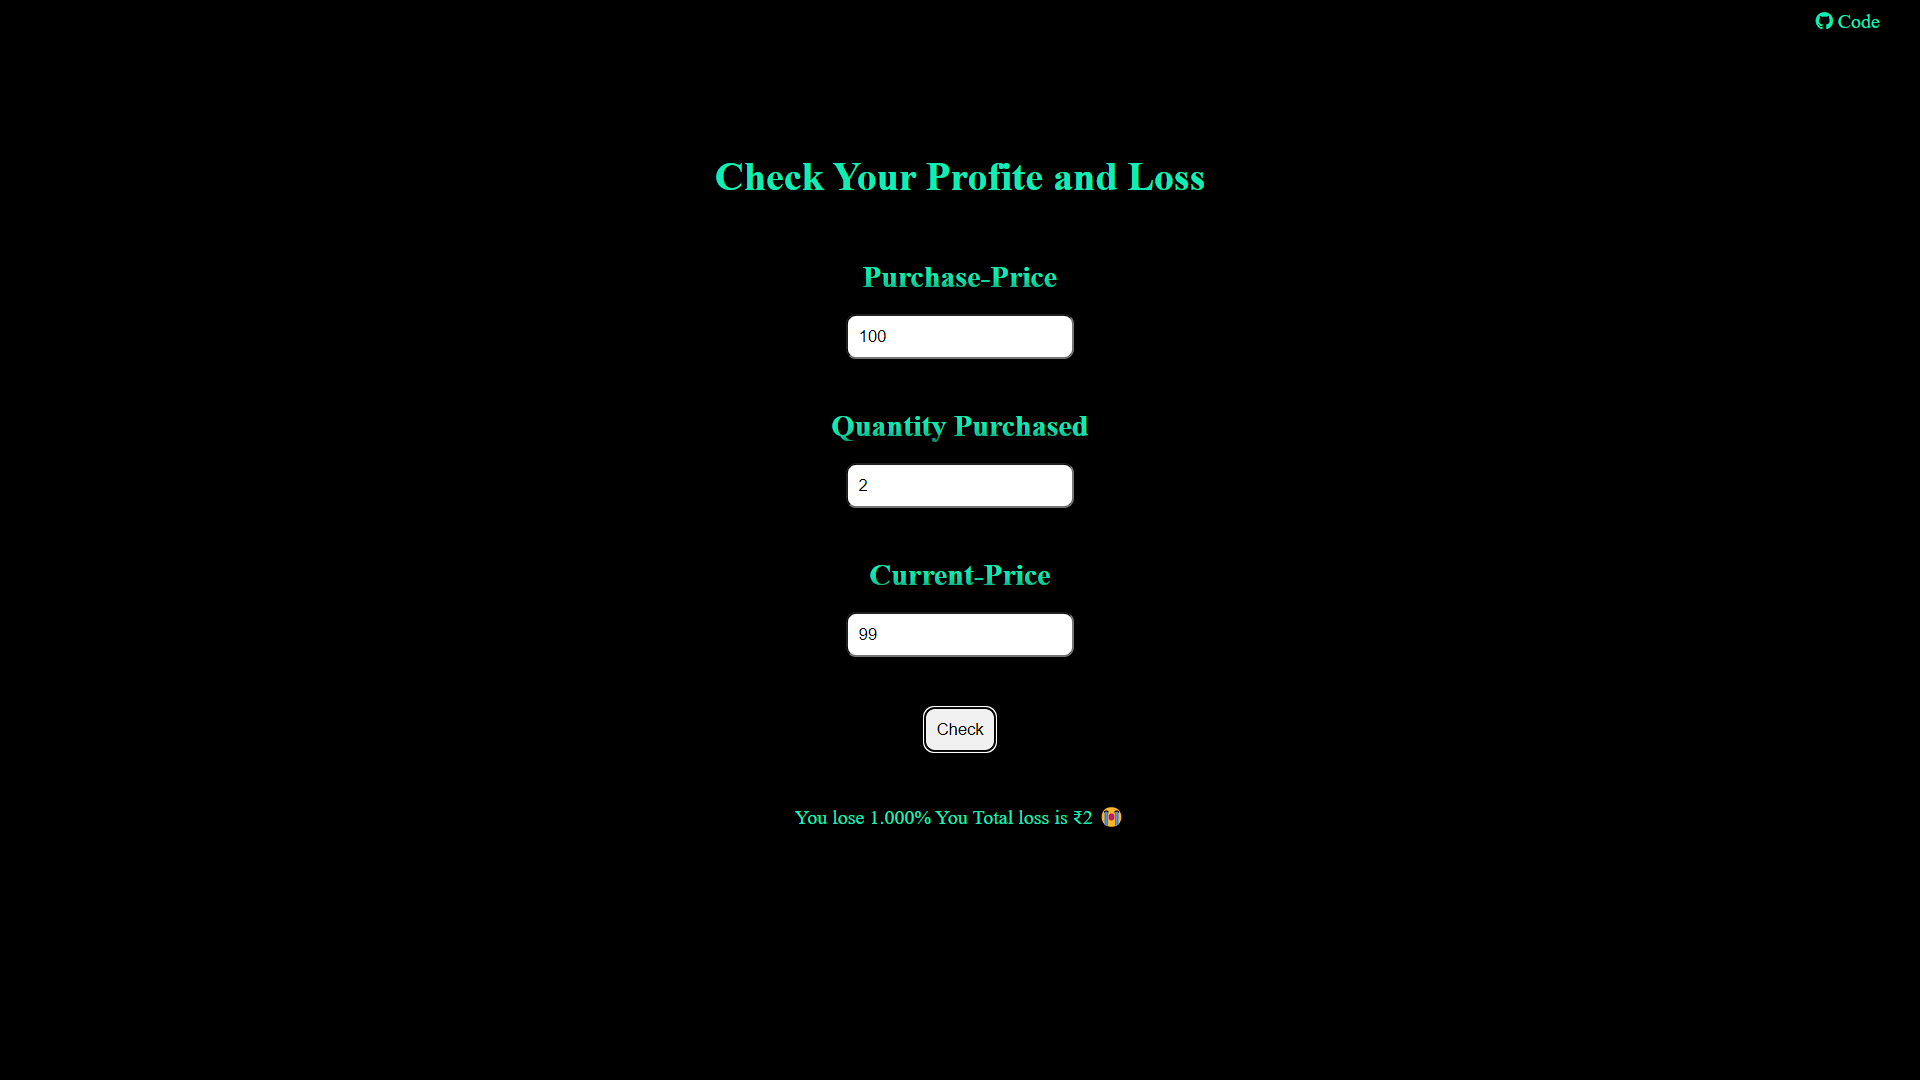 Code
Check Your Profite and Loss
Purchase-Price
100
Quantity Purchased
2
Current-Price
99
Check
You lose 1.000% You Total loss is ₹2 😭